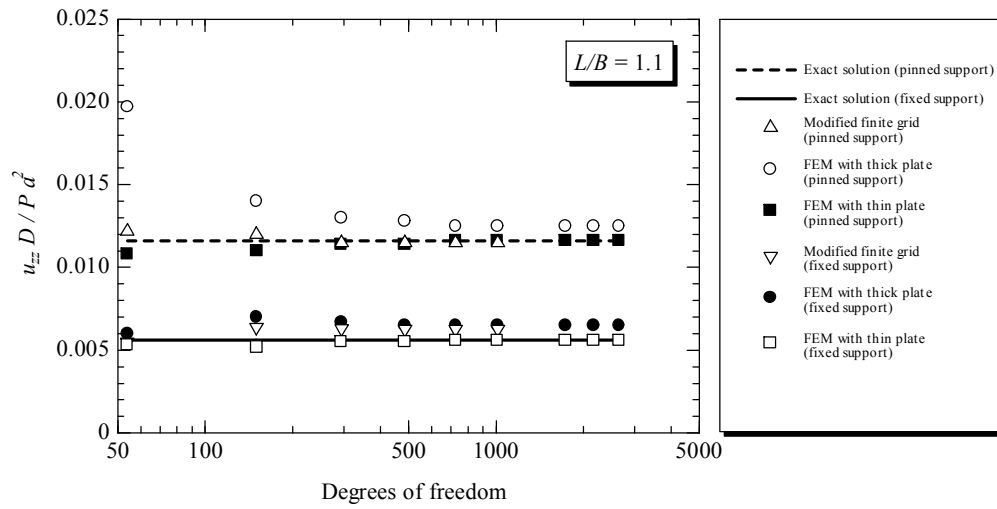 0.025
0.020
0.015
0.010
0.005
0
u_zz D / P a²
L/B = 1.1
50
100
500
1000
5000
Degrees of freedom
Exact solution (pinned support)
Exact solution (fixed support)
Modified finite grid
(pinned support)
FEM with thick plate
(pinned support)
FEM with thin plate
(pinned support)
Modified finite grid
(fixed support)
FEM with thick plate
(fixed support)
FEM with thin plate
(fixed support)